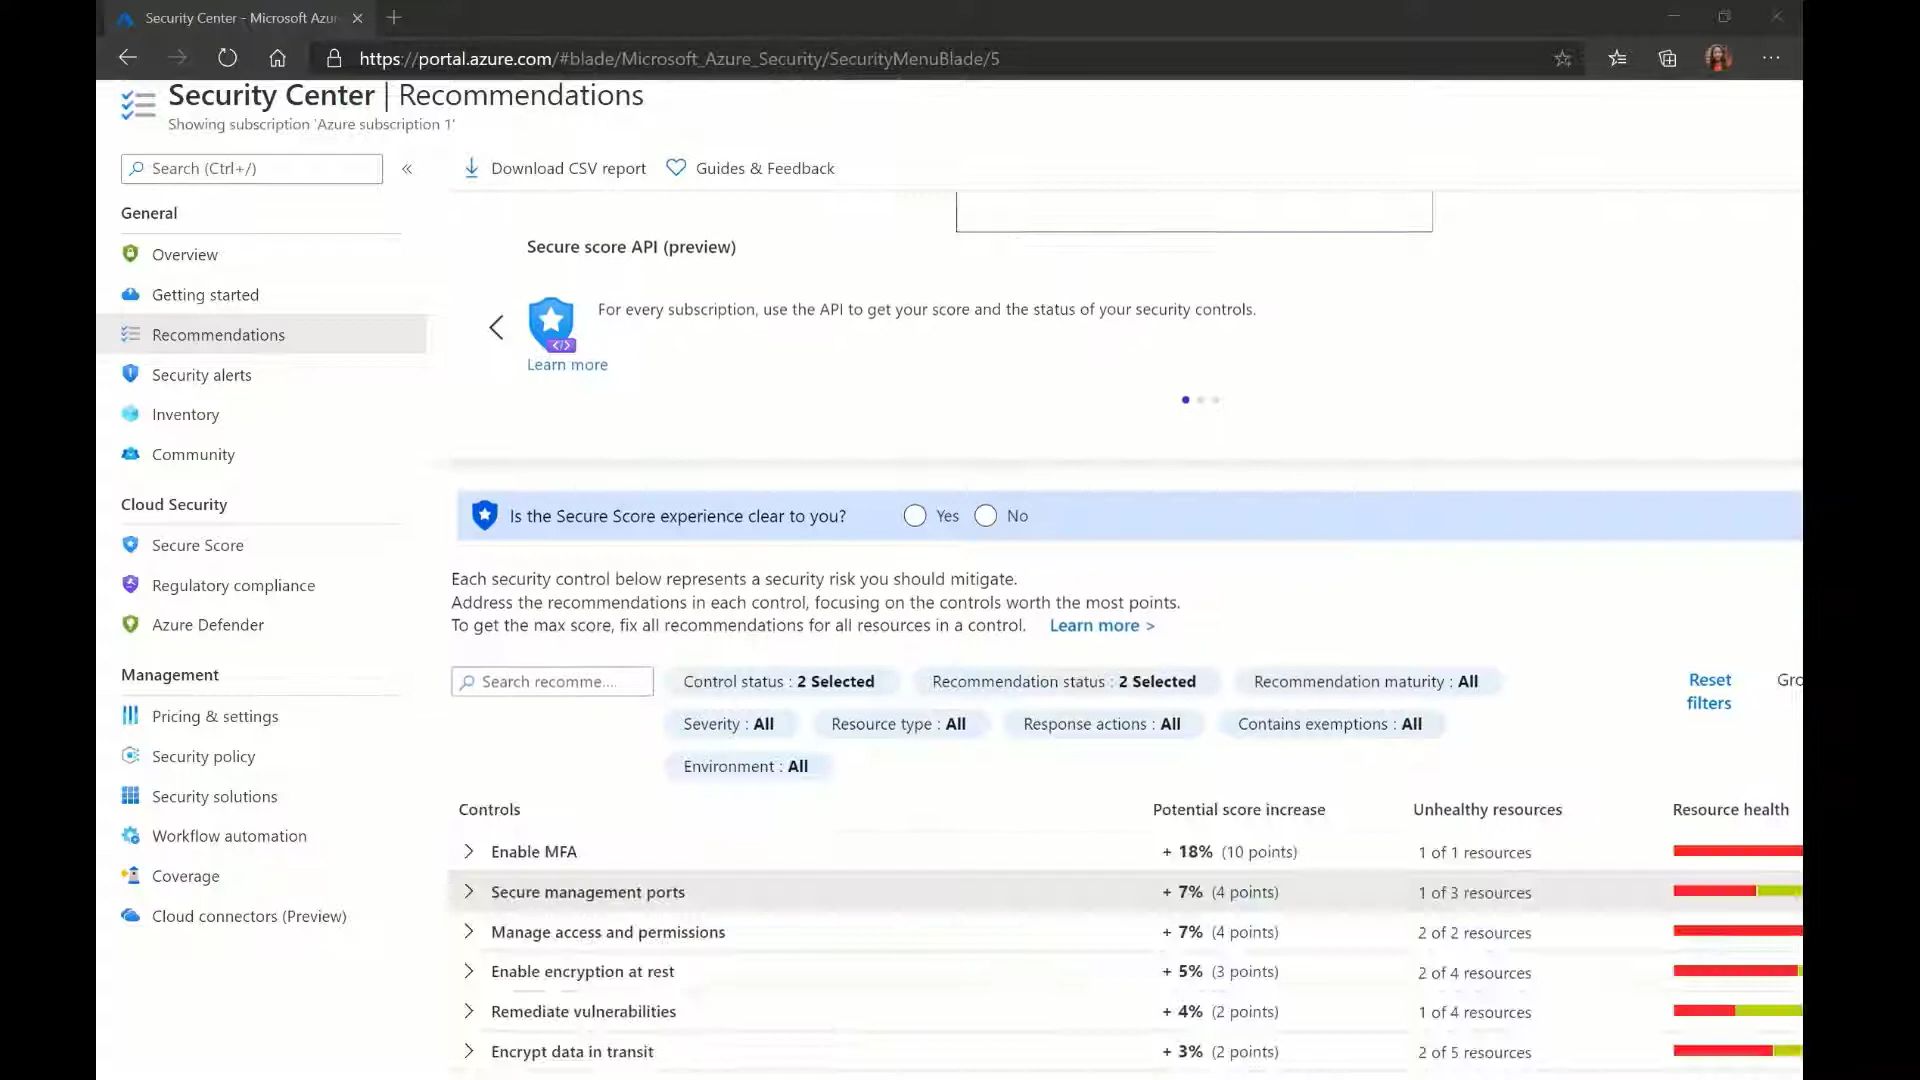 Security Center - Microsoft Azur
https://portal.azure.com/#blade/Microsoft_Azure_Security/SecurityMenuBlade/5
Security Center | Recommendations
Showing subscription 'Azure subscription 1'
Search (Ctrl+/)
«
Download CSV report
Guides & Feedback
General
Overview
Getting started
Recommendations
Security alerts
Inventory
Community
Cloud Security
Secure Score
Regulatory compliance
Azure Defender
Management
Pricing & settings
Security policy
Security solutions
Workflow automation
Coverage
Cloud connectors (Preview)
Secure score API (preview)
For every subscription, use the API to get your score and the status of your security controls.
Learn more
Is the Secure Score experience clear to you? Yes No
Each security control below represents a security risk you should mitigate.
Address the recommendations in each control, focusing on the controls worth the most points.
To get the max score, fix all recommendations for all resources in a control. Learn more >
Search recomme....
Control status : 2 Selected
Recommendation status : 2 Selected
Recommendation maturity : All
Severity : All
Resource type : All
Response actions : All
Contains exemptions : All
Environment : All
Reset
filters
Gro
Controls Potential score increase Unhealthy resources Resource health
Enable MFA + 18% (10 points) 1 of 1 resources
Secure management ports + 7% (4 points) 1 of 3 resources
Manage access and permissions + 7% (4 points) 2 of 2 resources
Enable encryption at rest + 5% (3 points) 2 of 4 resources
Remediate vulnerabilities + 4% (2 points) 1 of 4 resources
Encrypt data in transit + 3% (2 points) 2 of 5 resources